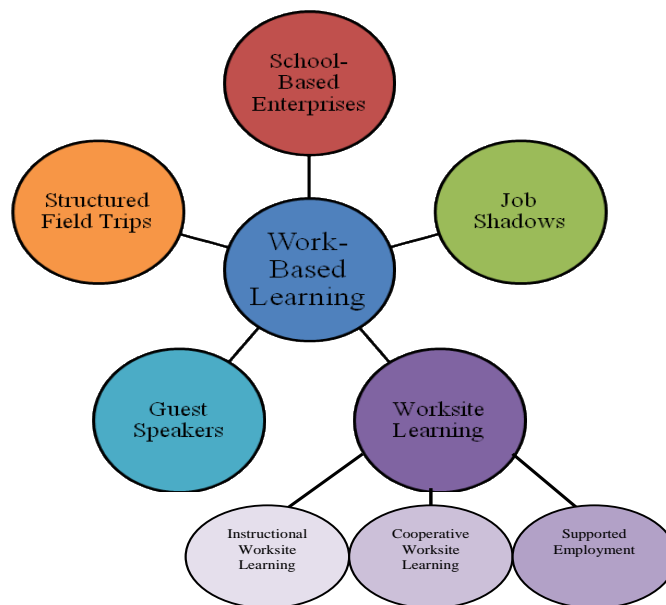 School-
Based
Enterprises
Structured
Field Trips
Job
Shadows
Work-
Based
Learning
Guest
Speakers
Worksite
Learning
Instructional
Worksite
Learning
Cooperative
Worksite
Learning
Supported
Employment